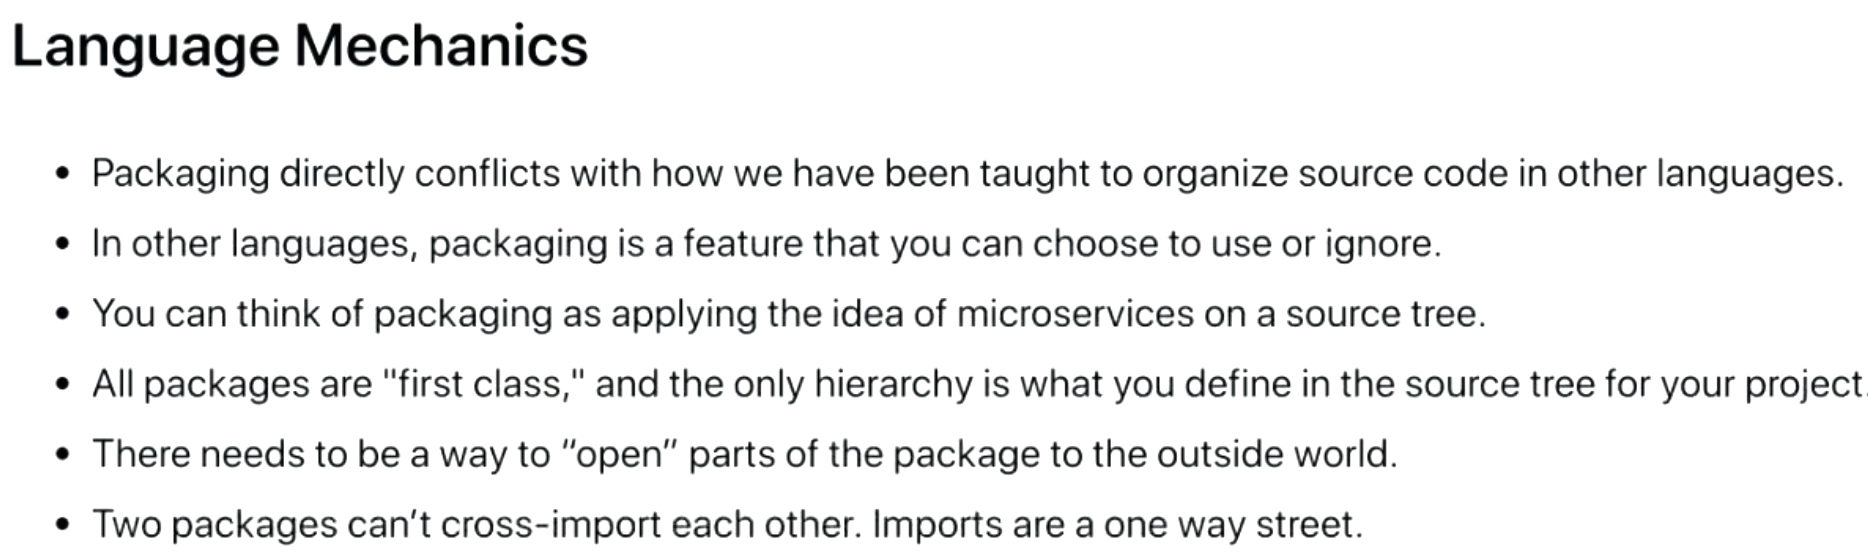 Language Mechanics
• Packaging directly conflicts with how we have been taught to organize source code in other languages.
• In other languages, packaging is a feature that you can choose to use or ignore.
• You can think of packaging as applying the idea of microservices on a source tree.
• All packages are "first class," and the only hierarchy is what you define in the source tree for your project.
• There needs to be a way to “open” parts of the package to the outside world.
• Two packages can’t cross-import each other. Imports are a one way street.